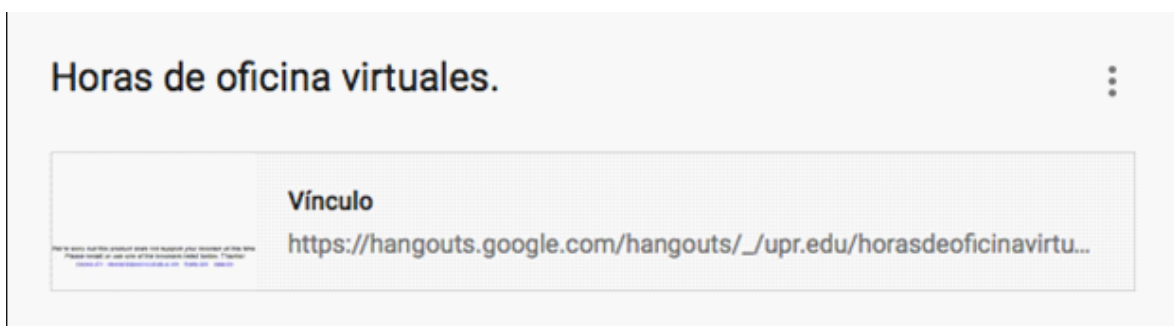 Horas de oficina virtuales.
Vínculo
https://hangouts.google.com/hangouts/_/upr.edu/horasdeoficinavirtu...